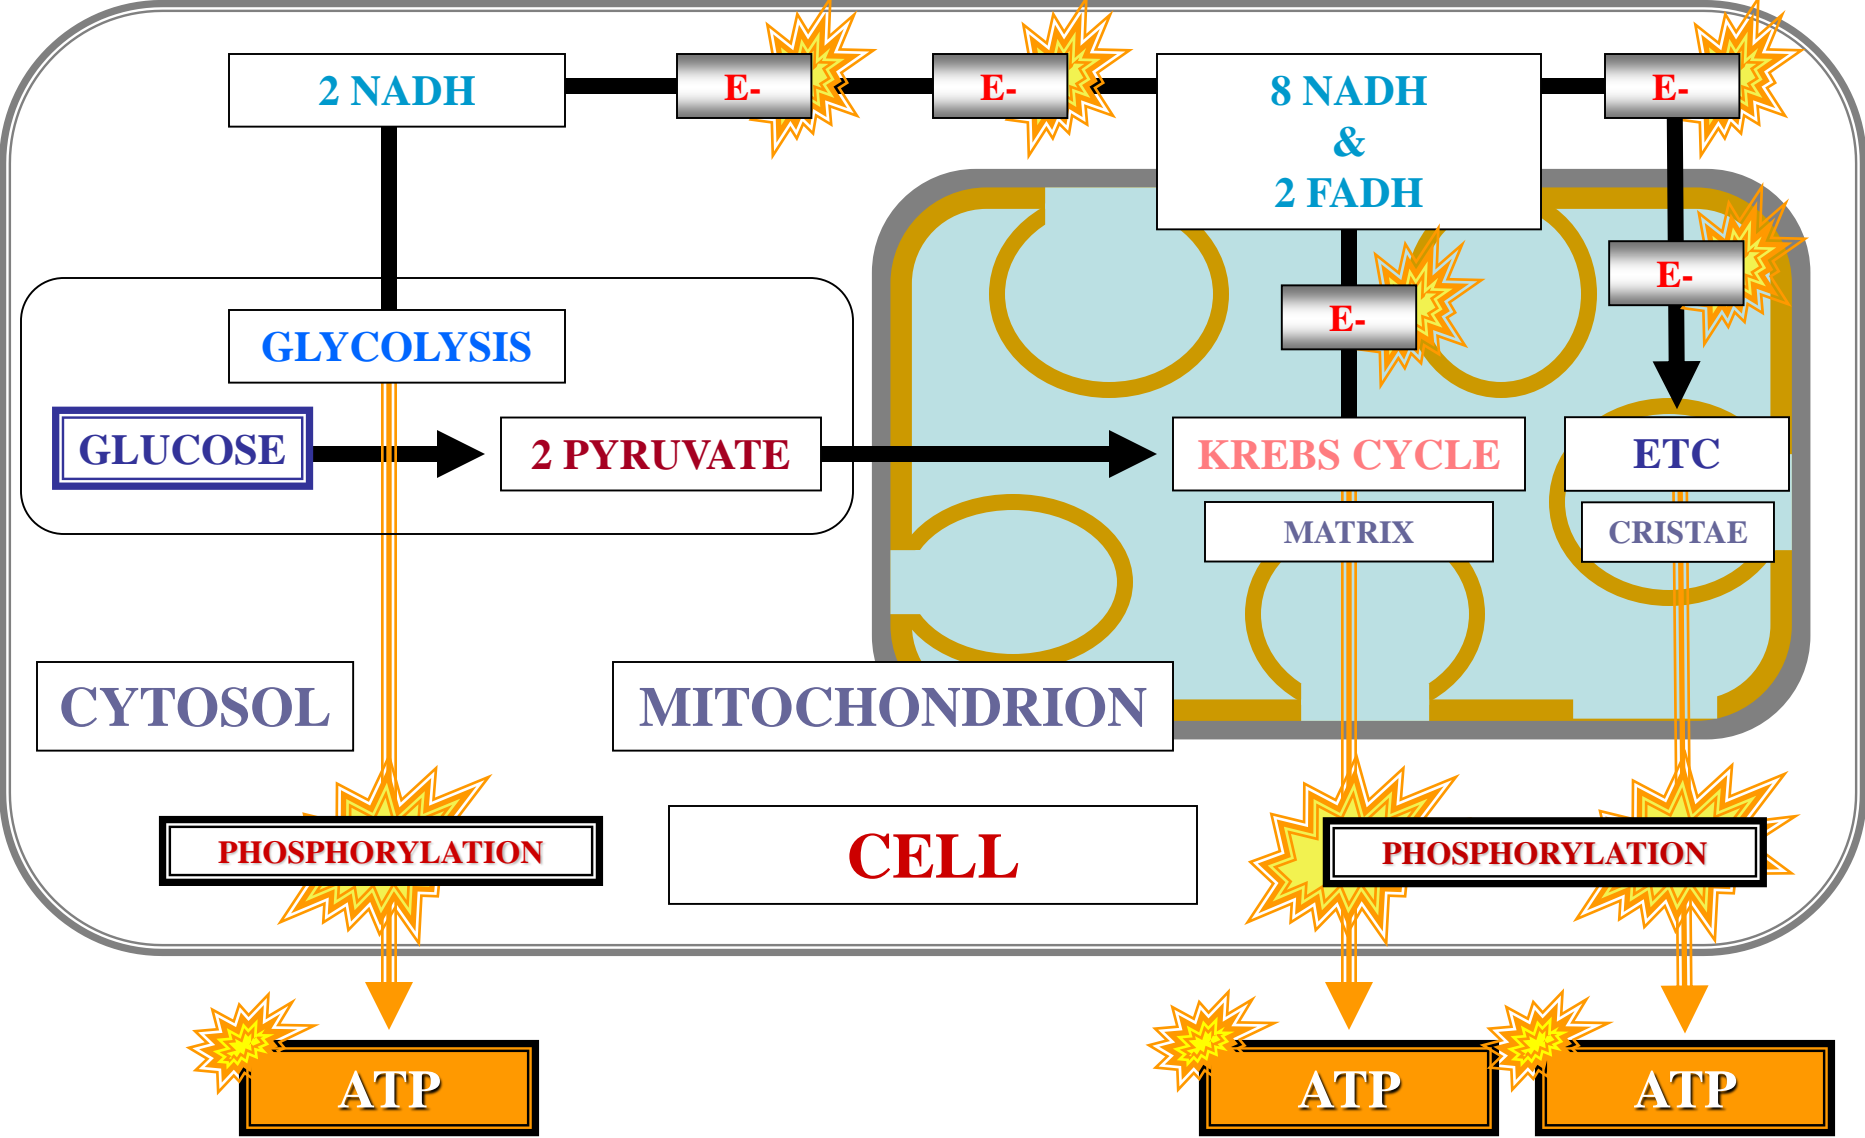 2 NADH
E-
E-
8 NADH
&
2 FADH
E-
E-
E-
GLYCOLYSIS
GLUCOSE
2 PYRUVATE
KREBS CYCLE
ETC
MATRIX
CRISTAE
CYTOSOL
MITOCHONDRION
PHOSPHORYLATION
CELL
PHOSPHORYLATION
ATP
ATP
ATP